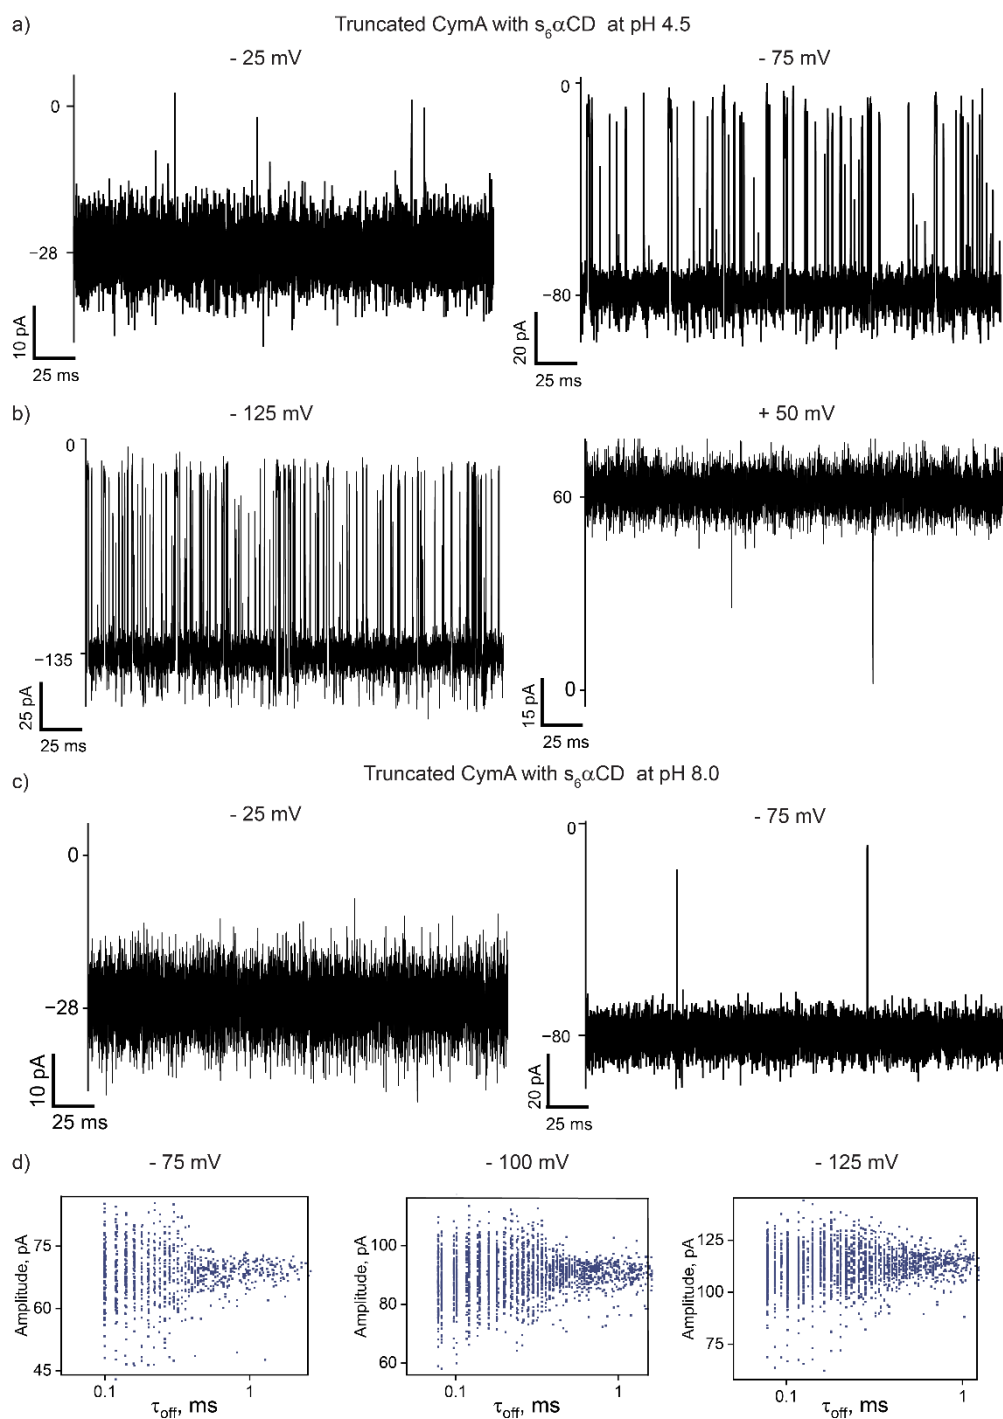 a)
Truncated CymA with s₆αCD at pH 4.5
- 25 mV
- 75 mV
0
−28
10 pA
25 ms
0
−80
20 pA
25 ms
b)
- 125 mV
+ 50 mV
0
−135
25 pA
25 ms
60
0
15 pA
25 ms
c)
Truncated CymA with s₆αCD at pH 8.0
- 25 mV
- 75 mV
0
−28
10 pA
25 ms
0
−80
20 pA
25 ms
d)
- 75 mV
- 100 mV
- 125 mV
Amplitude, pA
75
60
45
0.1
1
τoff, ms
Amplitude, pA
100
80
60
0.1
1
τoff, ms
Amplitude, pA
125
100
75
0.1
1
τoff, ms